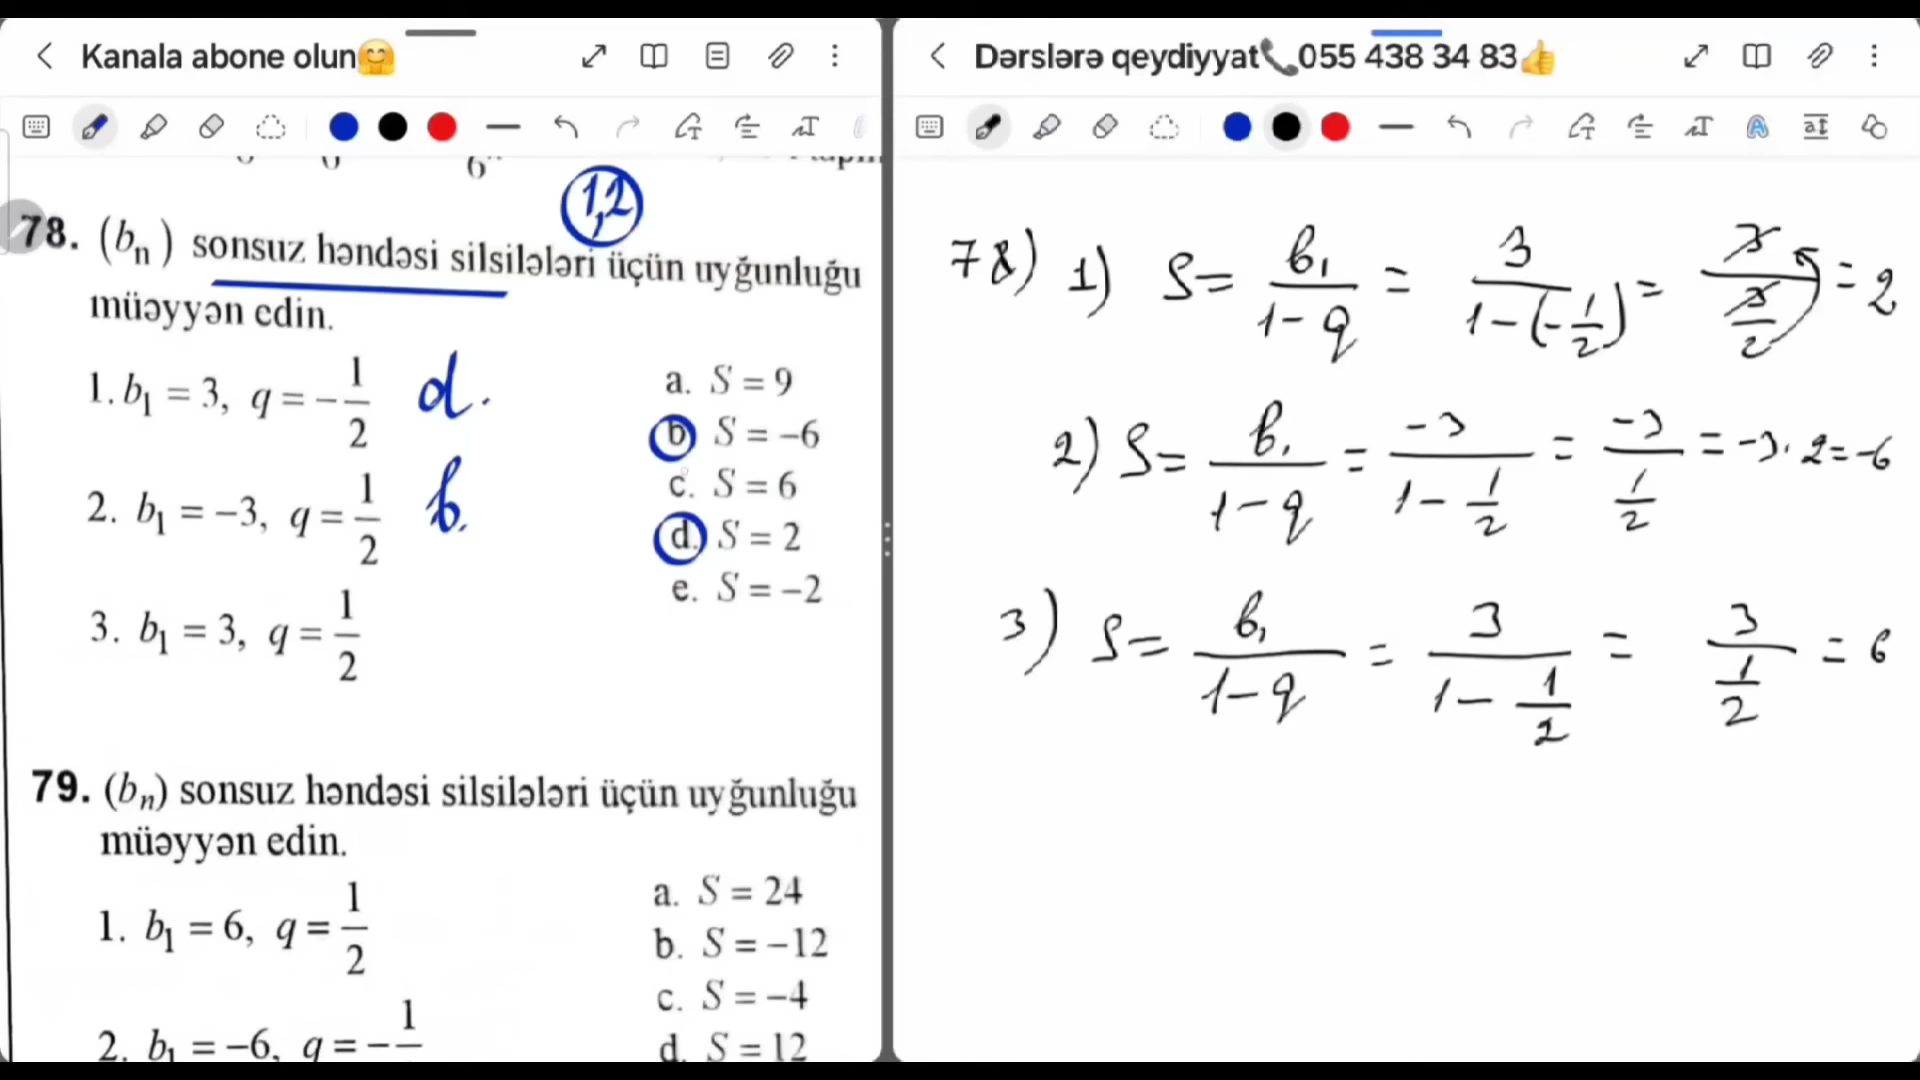 Kanala abone olun🤗
78. (bn) sonsuz həndəsi silsilələri üçün uyğunluğu
müəyyən edin.
1,2
1. b1 = 3, q = -1/2 d.
2. b1 = -3, q = 1/2 b.
3. b1 = 3, q = 1/2
a. S = 9
b. S = -6
c. S = 6
d. S = 2
e. S = -2
79. (bn) sonsuz həndəsi silsilələri üçün uyğunluğu
müəyyən edin.
1. b1 = 6, q = 1/2
2. b1 = -6, q = -1
a. S = 24
b. S = -12
c. S = -4
d. S = 12
Dərslərə qeydiyyat📞055 438 34 83👍
78) 1) S = b1/(1-q) = 3/(1-(-1/2)) = 3/(3/2) = 2
2) S = b1/(1-q) = -3/(1-1/2) = -3/(1/2) = -3·2 = -6
3) S = b1/(1-q) = 3/(1-1/2) = 3/(1/2) = 6